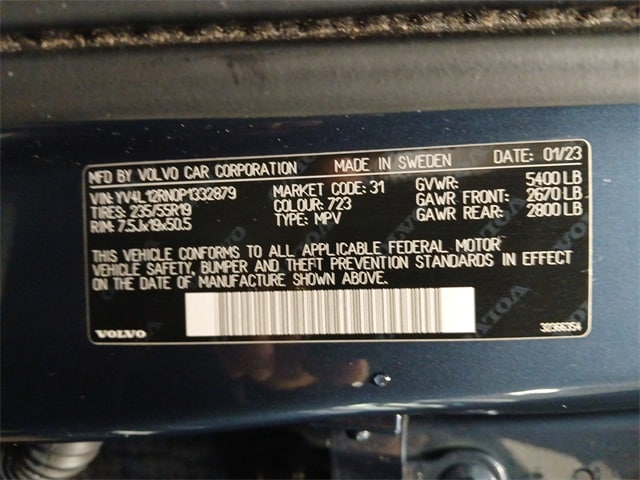 MFD BY VOLVO CAR CORPORATION MADE IN SWEDEN DATE: 01/23
VIN: YV4L12RN0P1332879 MARKET CODE: 31 GVWR: 5400 LB
TIRES: 235/55R19 COLOUR: 723 GAWR FRONT: 2670 LB
RIM: 7.5Jx19x50.5 TYPE: MPV GAWR REAR: 2800 LB
THIS VEHICLE CONFORMS TO ALL APPLICABLE FEDERAL MOTOR
VEHICLE SAFETY, BUMPER AND THEFT PREVENTION STANDARDS IN EFFECT
ON THE DATE OF MANUFACTURE SHOWN ABOVE.
VOLVO 32366354